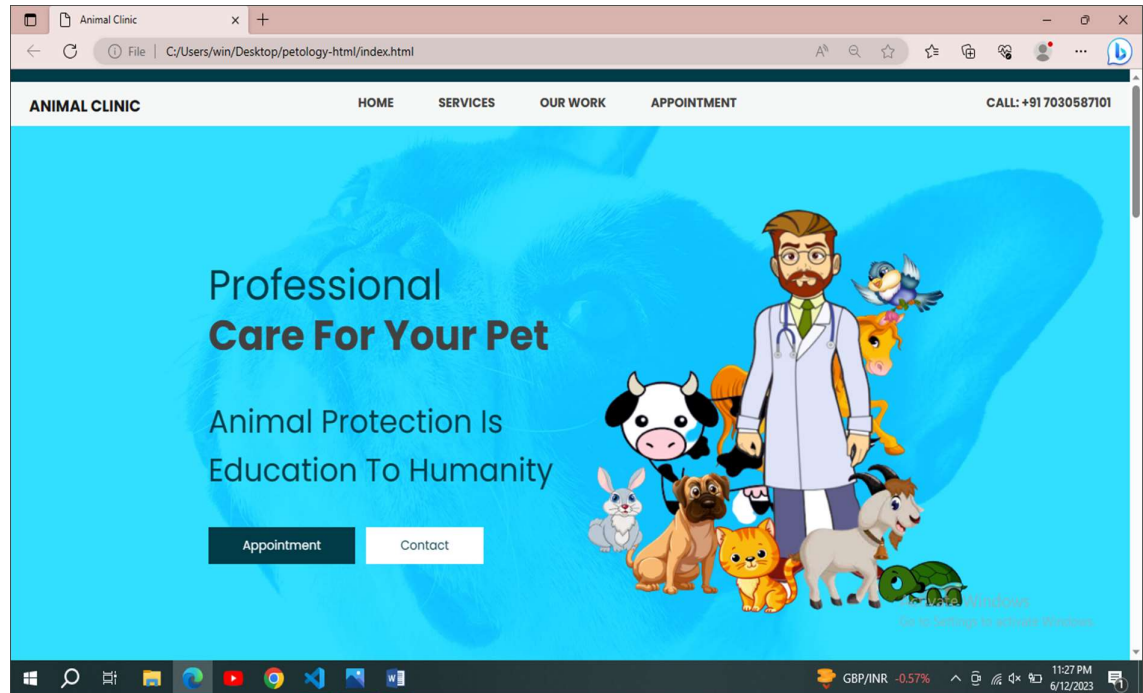 Animal Clinic
File | C:/Users/win/Desktop/petology-html/index.html
ANIMAL CLINIC
HOME SERVICES OUR WORK APPOINTMENT
CALL: +91 7030587101
Professional
Care For Your Pet
Animal Protection Is
Education To Humanity
Appointment Contact
Activate Windows
Go to Settings to activate Windows.
GBP/INR -0.57%
11:27 PM
6/12/2023